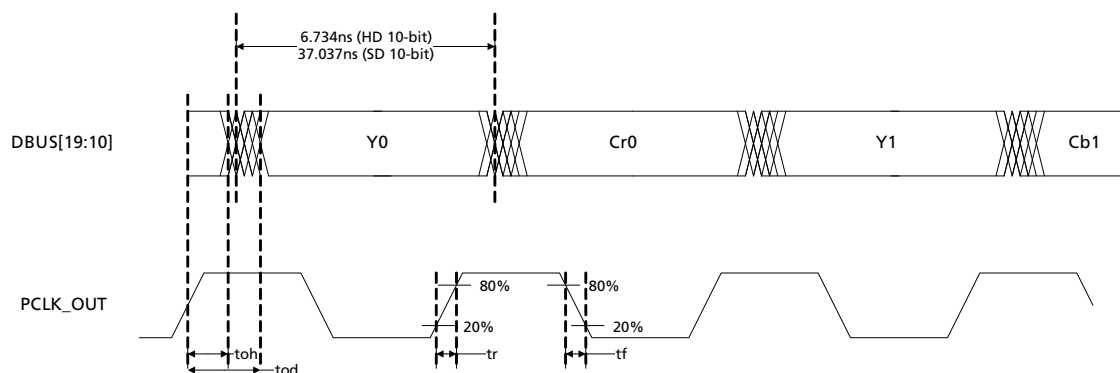 6.734ns (HD 10-bit)
37.037ns (SD 10-bit)
DBUS[19:10]
Y0
Cr0
Y1
Cb1
PCLK_OUT
80%
80%
20%
20%
toh
tr
tf
tod